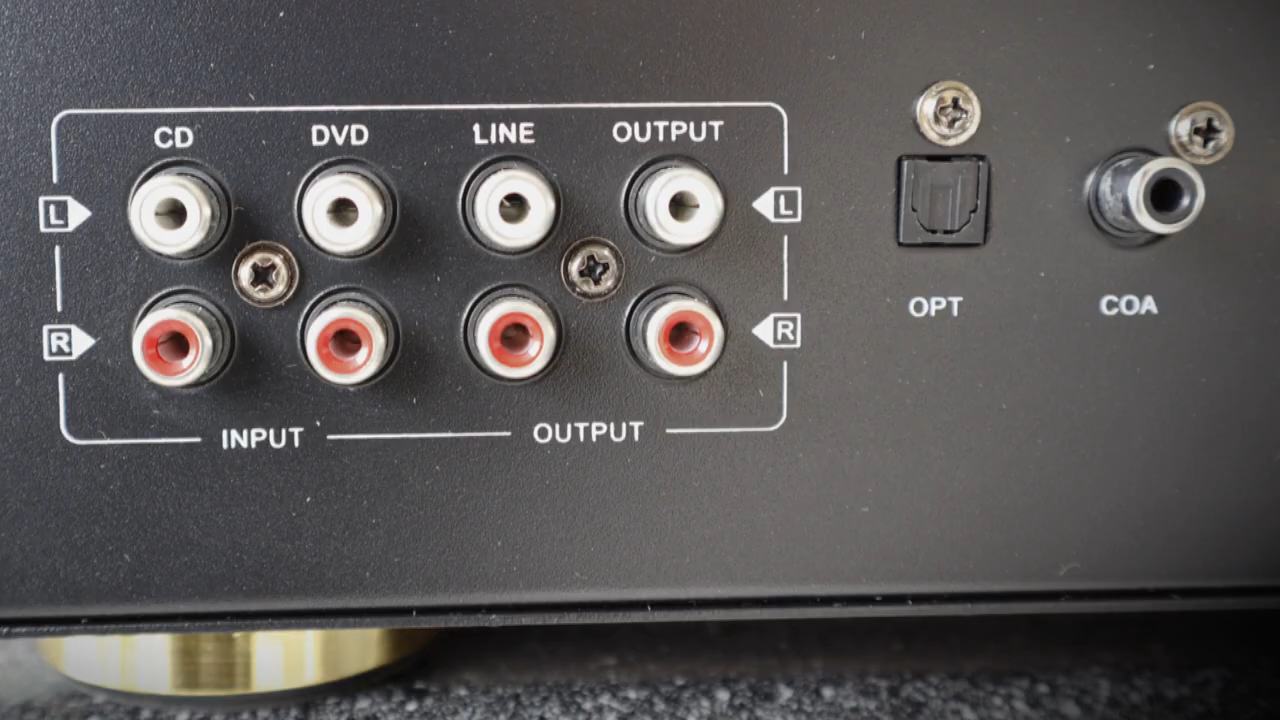 CD DVD LINE OUTPUT
L L
R R
INPUT OUTPUT
OPT COA